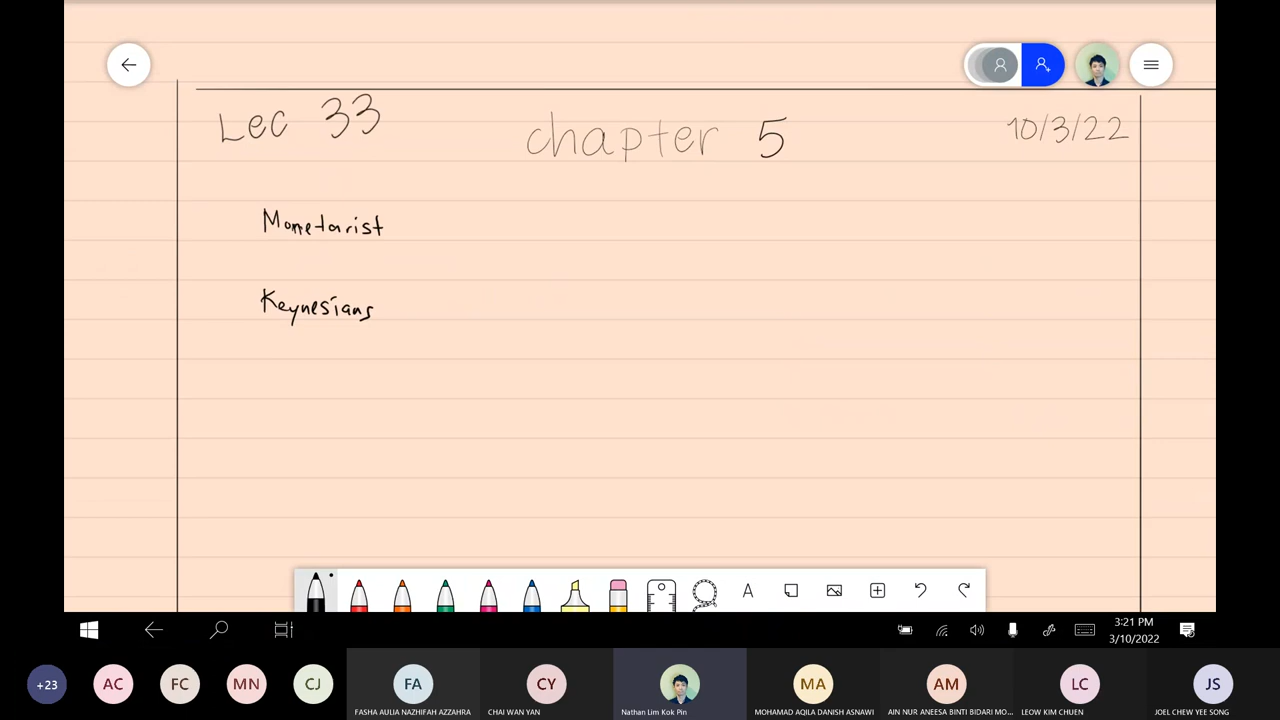 Lec 33
chapter 5
10/3/22
Monetarist
Keynesians
A
3:21 PM
3/10/2022
+23
AC
FC
MN
CJ
FA
FASHA AULIA NAZHIFAH AZZAHRA
CY
CHAI WAN YAN
Nathan Lim Kok Pin
MA
MOHAMAD AQILA DANISH ASNAWI
AM
AIN NUR ANEESA BINTI BIDARI MO...
LC
LEOW KIM CHUEN
JS
JOEL CHEW YEE SONG